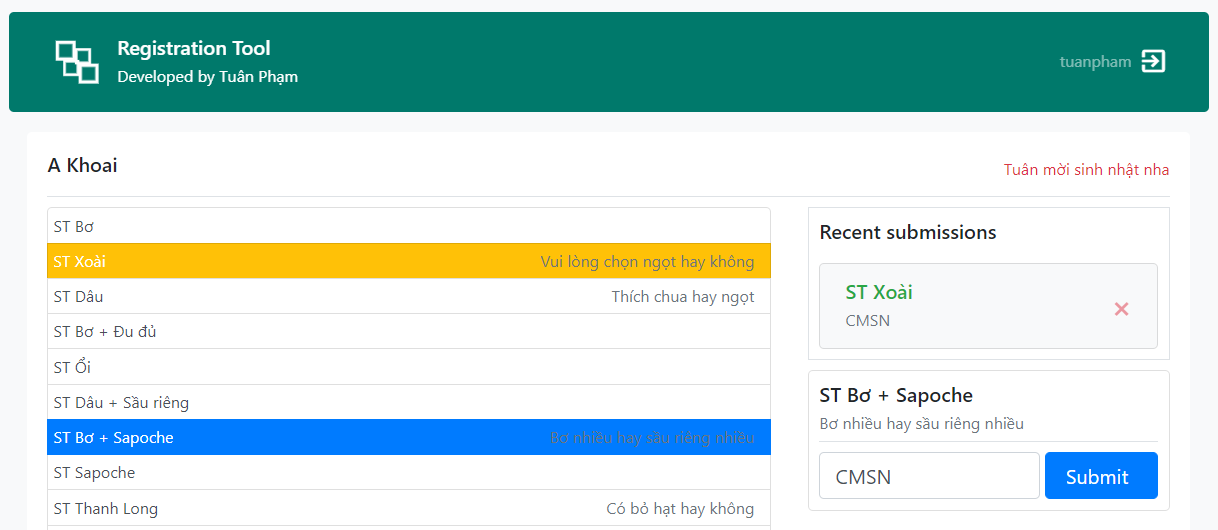 Registration Tool
Developed by Tuân Phạm
tuanpham
A Khoai
Tuân mời sinh nhật nha
ST Bơ
ST Xoài Vui lòng chọn ngọt hay không
ST Dâu Thích chua hay ngọt
ST Bơ + Đu đủ
ST Ổi
ST Dâu + Sầu riêng
ST Bơ + Sapoche Bơ nhiều hay sầu riêng nhiều
ST Sapoche
ST Thanh Long Có bỏ hạt hay không
Recent submissions
ST Xoài
CMSN
ST Bơ + Sapoche
Bơ nhiều hay sầu riêng nhiều
CMSN Submit